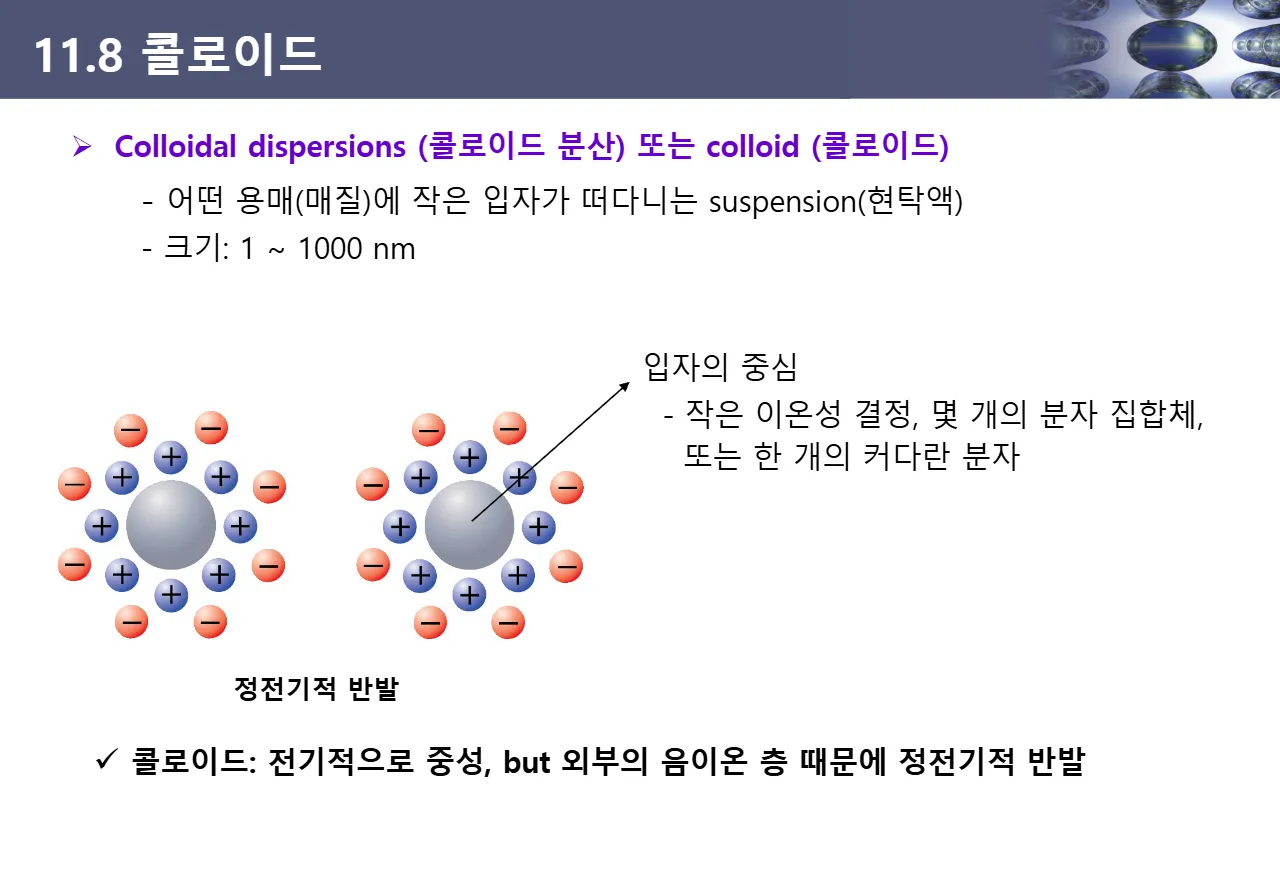 11.8 콜로이드
➢ Colloidal dispersions (콜로이드 분산) 또는 colloid (콜로이드)
- 어떤 용매(매질)에 작은 입자가 떠다니는 suspension(현탁액)
- 크기: 1 ~ 1000 nm
입자의 중심
- 작은 이온성 결정, 몇 개의 분자 집합체,
또는 한 개의 커다란 분자
정전기적 반발
✓ 콜로이드: 전기적으로 중성, but 외부의 음이온 층 때문에 정전기적 반발